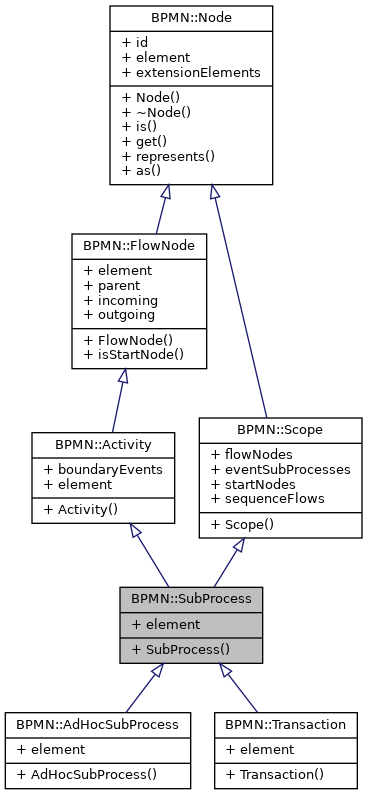 BPMN::Node
+ id
+ element
+ extensionElements
+ Node()
+ ~Node()
+ is()
+ get()
+ represents()
+ as()
BPMN::FlowNode
+ element
+ parent
+ incoming
+ outgoing
+ FlowNode()
+ isStartNode()
BPMN::Activity
+ boundaryEvents
+ element
+ Activity()
BPMN::Scope
+ flowNodes
+ eventSubProcesses
+ startNodes
+ sequenceFlows
+ Scope()
BPMN::SubProcess
+ element
+ SubProcess()
BPMN::AdHocSubProcess
+ element
+ AdHocSubProcess()
BPMN::Transaction
+ element
+ Transaction()